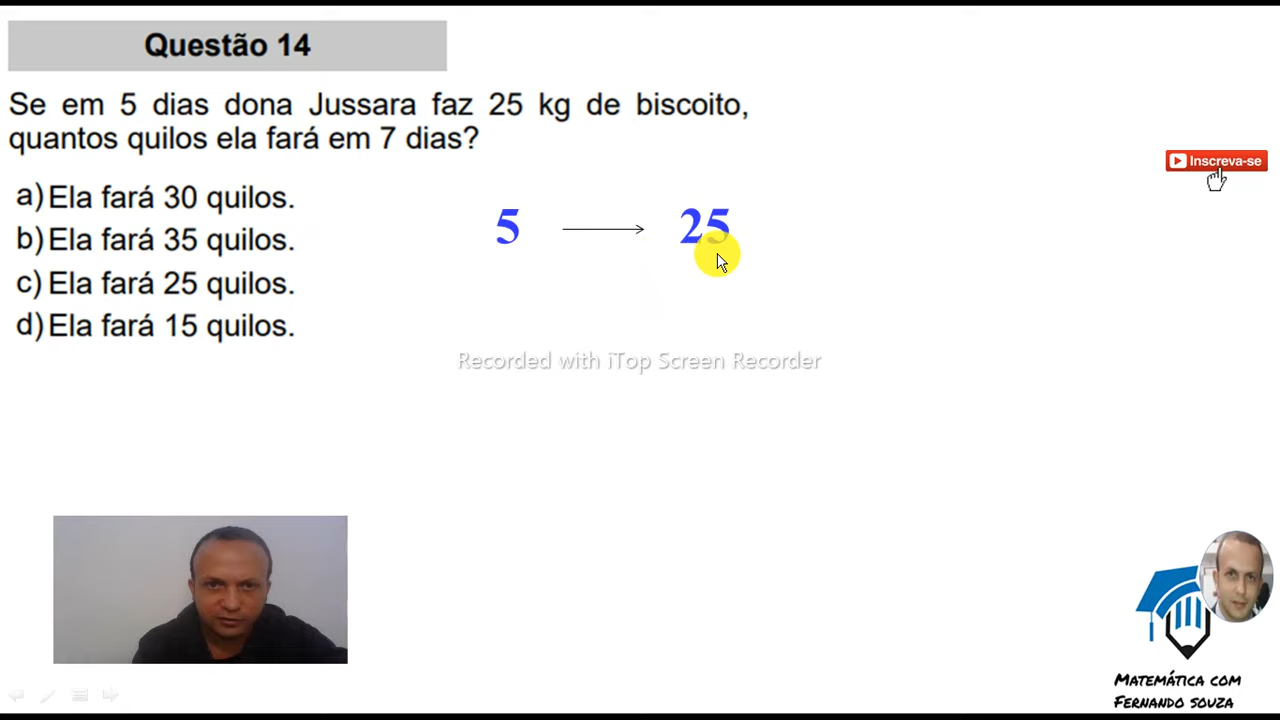 Questão 14
Se em 5 dias dona Jussara faz 25 kg de biscoito,
quantos quilos ela fará em 7 dias?
a) Ela fará 30 quilos.
b) Ela fará 35 quilos.
c) Ela fará 25 quilos.
d) Ela fará 15 quilos.
5 → 25
Inscreva-se
Recorded with iTop Screen Recorder
Matemática com
Fernando souza